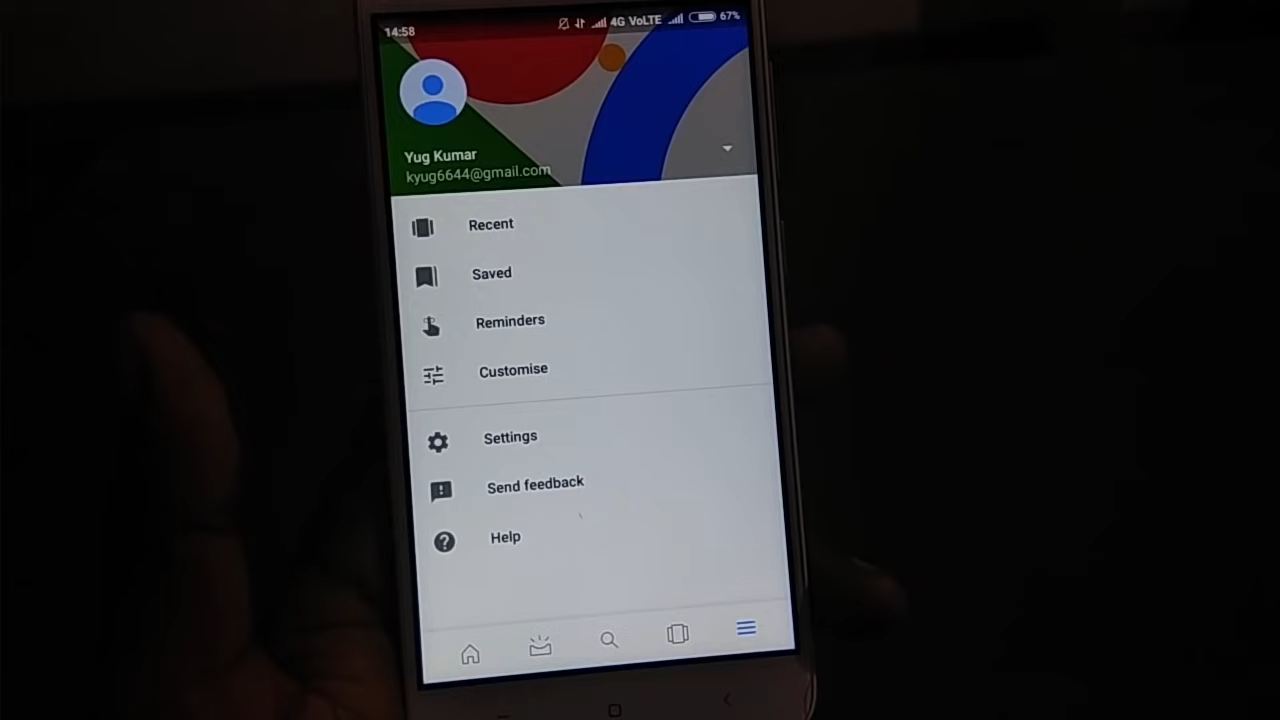 14:58 4G VoLTE 67%
Yug Kumar
kyug6644@gmail.com
Recent
Saved
Reminders
Customise
Settings
Send feedback
Help